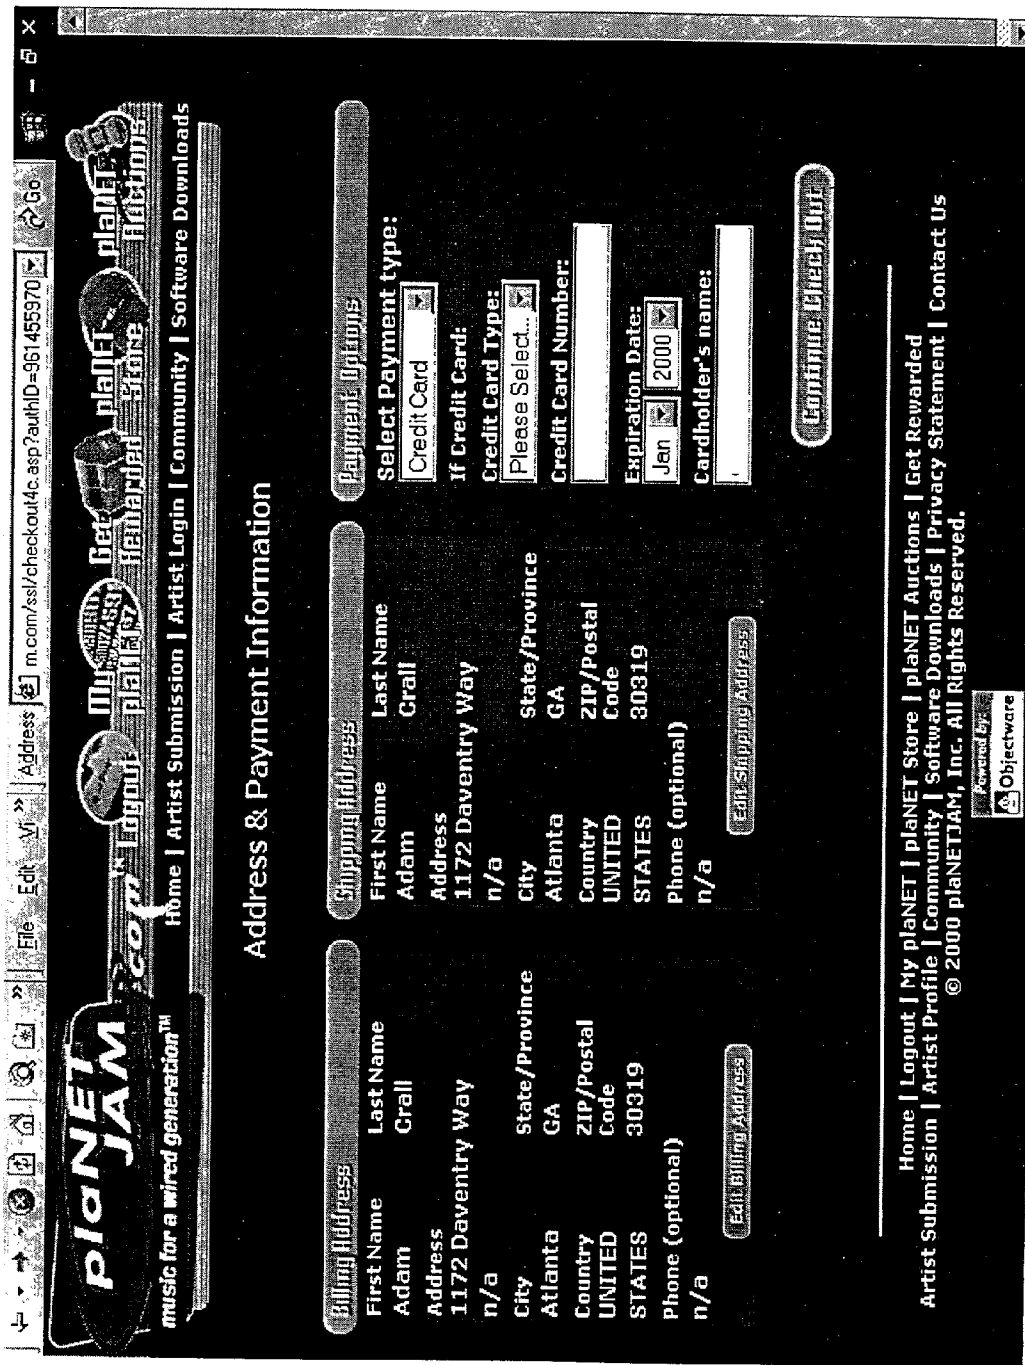 File Edit Vi » Address m.com/ssl/checkout4c.asp?authID=961455970 Go
plaNET
JAM
.com™
music for a wired generation™
Logout
My plaNET
Get Rewarded
plaNET Store
plaNET Auctions
Home | Artist Submission | Artist Login | Community | Software Downloads
Address & Payment Information
Billing Address
First Name Last Name
Adam Grall
Address
1172 Daventry Way
n/a
City State/Province
Atlanta GA
Country ZIP/Postal
UNITED Code
STATES 30319
Phone (optional)
n/a
Edit Billing Address
Shipping Address
First Name Last Name
Adam Grall
Address
1172 Daventry Way
n/a
City State/Province
Atlanta GA
Country ZIP/Postal
UNITED Code
STATES 30319
Phone (optional)
n/a
Edit Shipping Address
Payment Options
Select Payment type:
Credit Card
If Credit Card:
Credit Card Type:
Please Select...
Credit Card Number:
Expiration Date:
Jan 2000
Cardholder's name:
Continue Check Out
Home | Logout | My plaNET | plaNET Store | plaNET Auctions | Get Rewarded
Artist Submission | Artist Profile | Community | Software Downloads | Privacy Statement | Contact Us
© 2000 plaNETJAM, Inc. All Rights Reserved.
Powered By:
Objectware